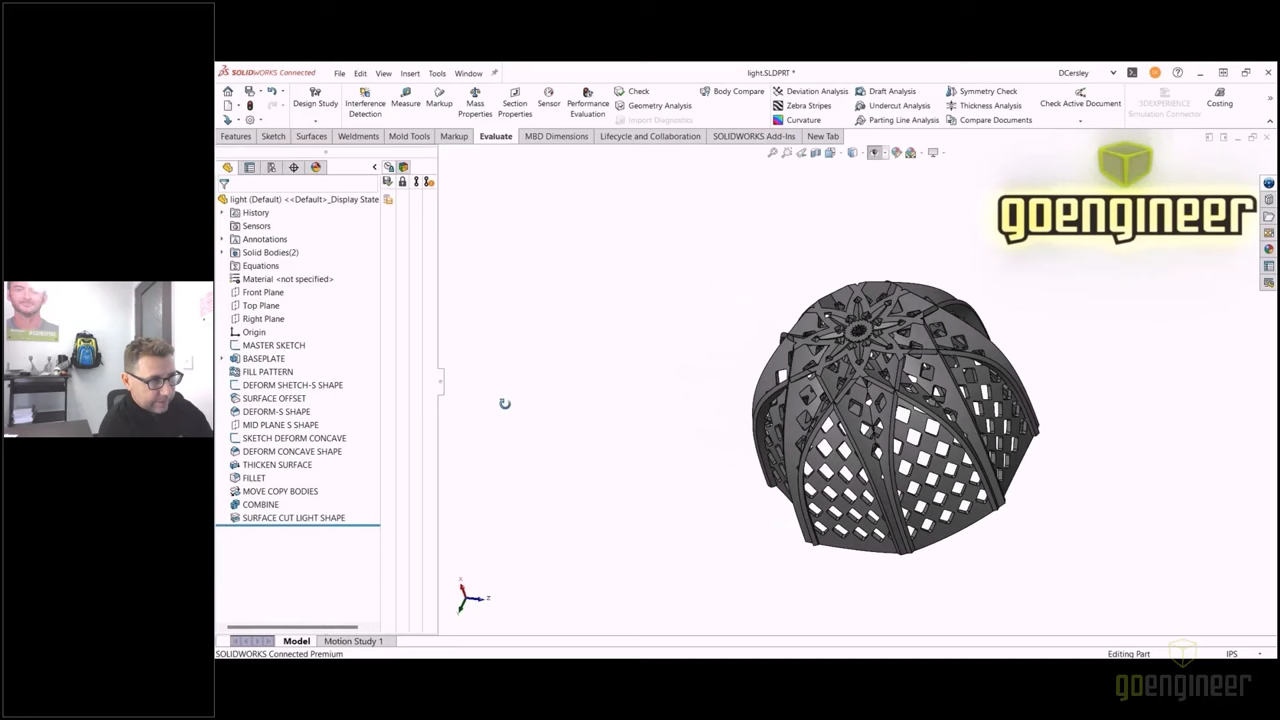 SOLIDWORKS Connected
File
Edit
View
Insert
Tools
Window
light.SLDPRT *
DCersley
Design Study
Interference Detection
Measure
Markup
Mass Properties
Section Properties
Sensor
Performance Evaluation
Check
Geometry Analysis
Import Diagnostics
Body Compare
Deviation Analysis
Zebra Stripes
Curvature
Draft Analysis
Undercut Analysis
Parting Line Analysis
Symmetry Check
Thickness Analysis
Compare Documents
Check Active Document
3DEXPERIENCE Simulation Connector
Costing
Features
Sketch
Surfaces
Weldments
Mold Tools
Markup
Evaluate
MBD Dimensions
Lifecycle and Collaboration
SOLIDWORKS Add-Ins
New Tab
goengineer
light (Default) <<Default>_Display State
History
Sensors
Annotations
Solid Bodies(2)
Equations
Material <not specified>
Front Plane
Top Plane
Right Plane
Origin
MASTER SKETCH
BASEPLATE
FILL PATTERN
DEFORM SHETCH-S SHAPE
SURFACE OFFSET
DEFORM-S SHAPE
MID PLANE S SHAPE
SKETCH DEFORM CONCAVE
DEFORM CONCAVE SHAPE
THICKEN SURFACE
FILLET
MOVE COPY BODIES
COMBINE
SURFACE CUT LIGHT SHAPE
X
Z
Model
Motion Study 1
SOLIDWORKS Connected Premium
Editing Part
IPS
goengineer